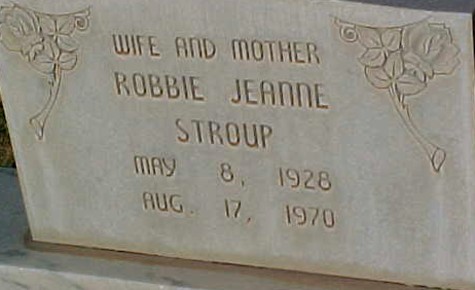 WIFE AND MOTHER
ROBBIE JEANNE
STROUP
MAY 8, 1928
AUG. 17, 1970